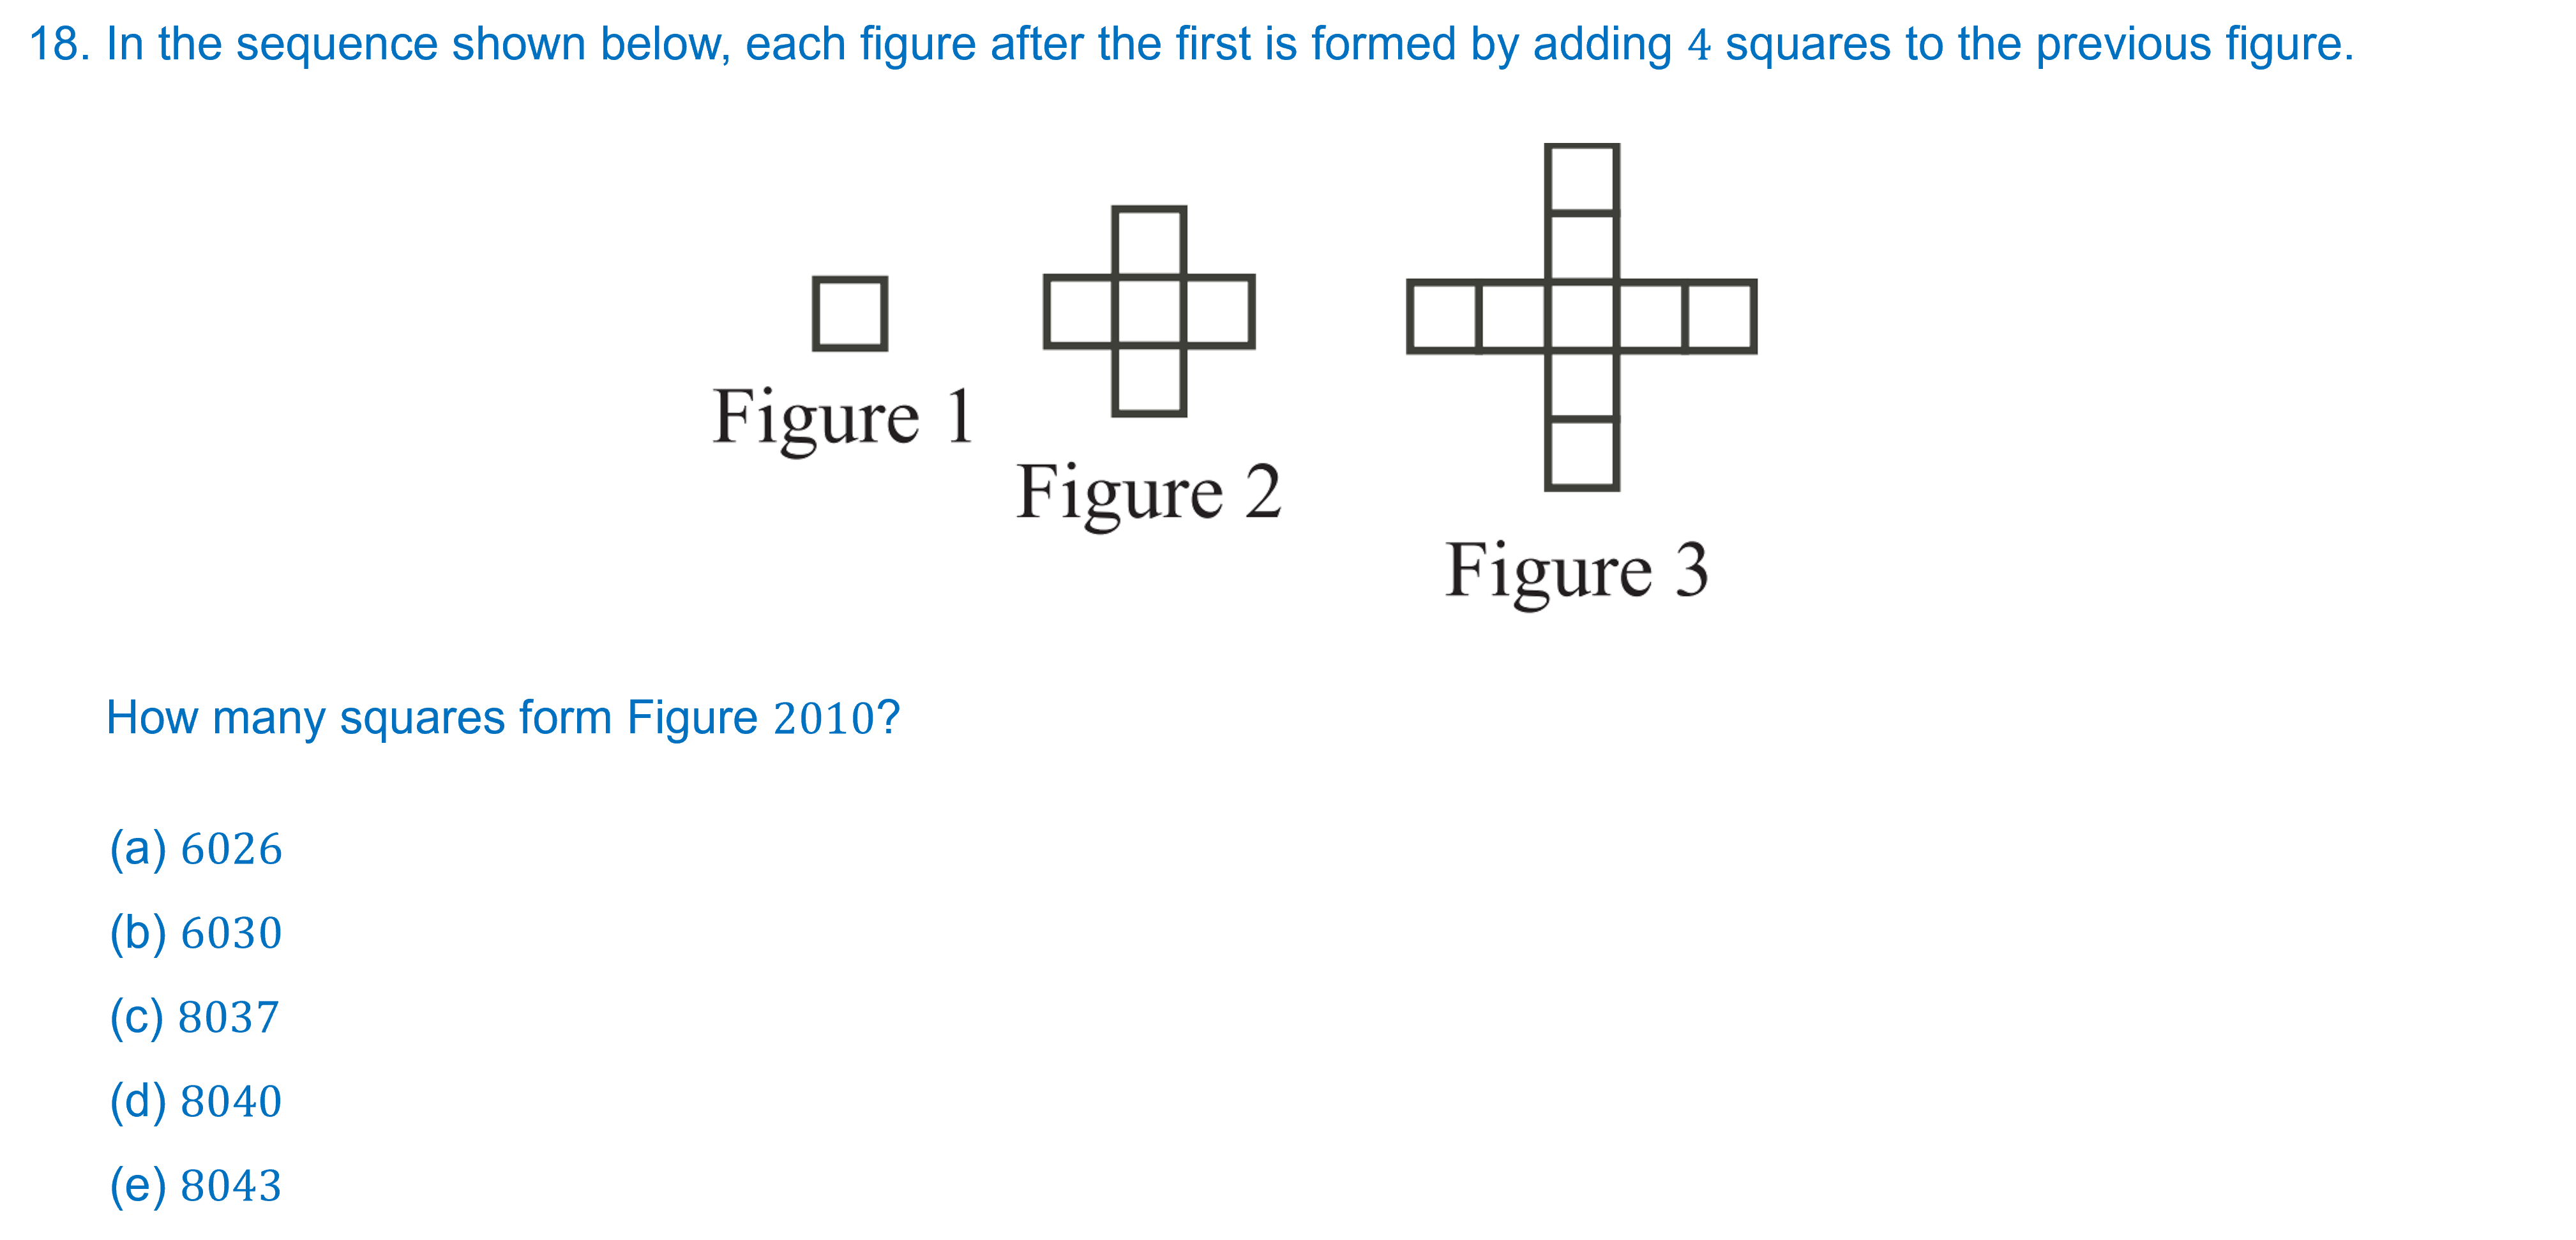 18. In the sequence shown below, each figure after the first is formed by adding 4 squares to the previous figure.
Figure 1
Figure 2
Figure 3
How many squares form Figure 2010?
(a) 6026
(b) 6030
(c) 8037
(d) 8040
(e) 8043